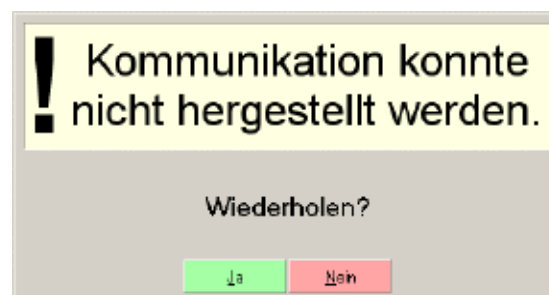 ! Kommunikation konnte
nicht hergestellt werden.
Wiederholen?
Ja Nein